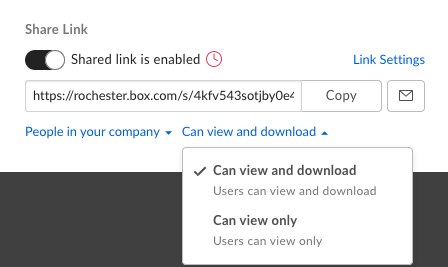 Share Link
Shared link is enabled
Link Settings
https://rochester.box.com/s/4kfv543sotjby0e4
Copy
People in your company
Can view and download
Can view and download
Users can view and download
Can view only
Users can view only